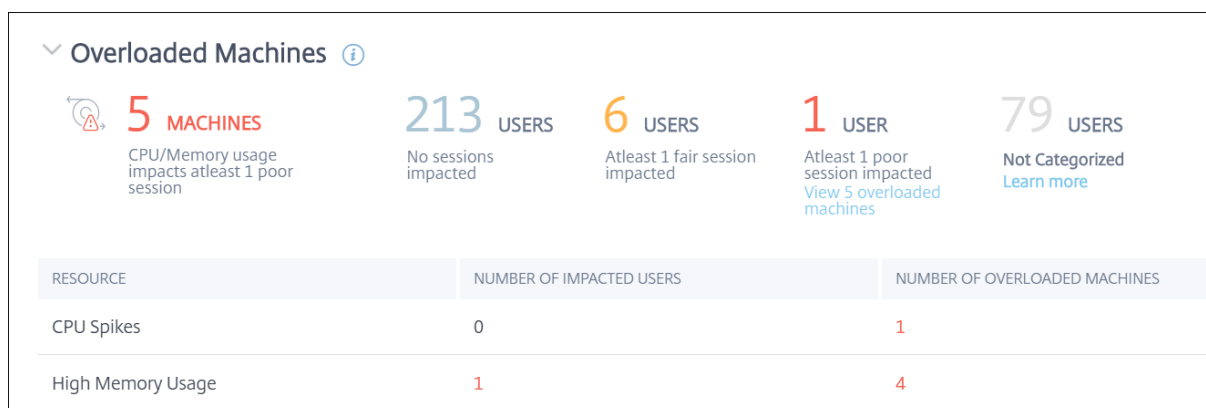 Overloaded Machines
5 MACHINES
CPU/Memory usage
impacts atleast 1 poor
session
213 USERS
No sessions
impacted
6 USERS
Atleast 1 fair session
impacted
1 USER
Atleast 1 poor
session impacted
View 5 overloaded
machines
79 USERS
Not Categorized
Learn more
RESOURCE NUMBER OF IMPACTED USERS NUMBER OF OVERLOADED MACHINES
CPU Spikes 0 1
High Memory Usage 1 4